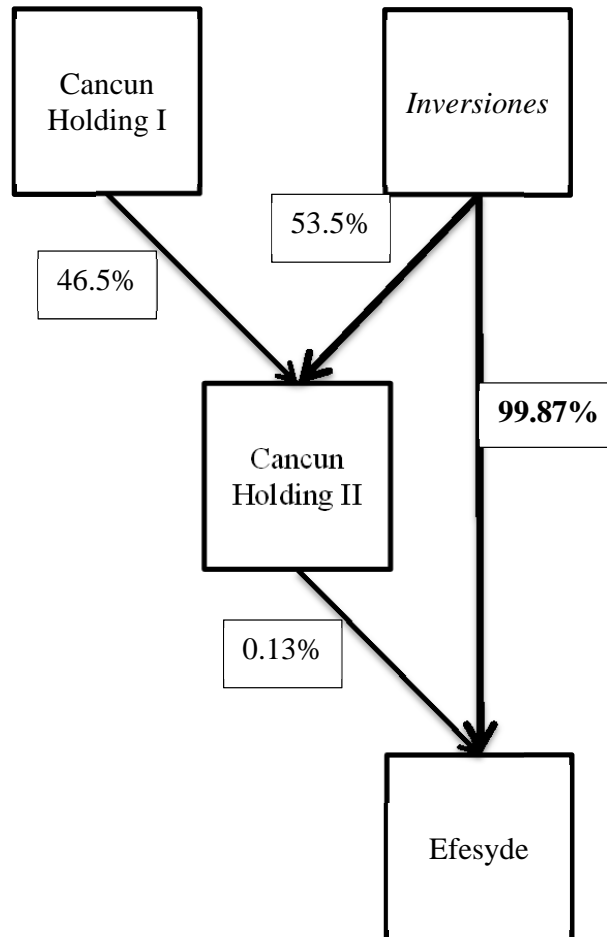 Cancun
Holding I
Inversiones
53.5%
46.5%
99.87%
Cancun
Holding II
0.13%
Efesyde